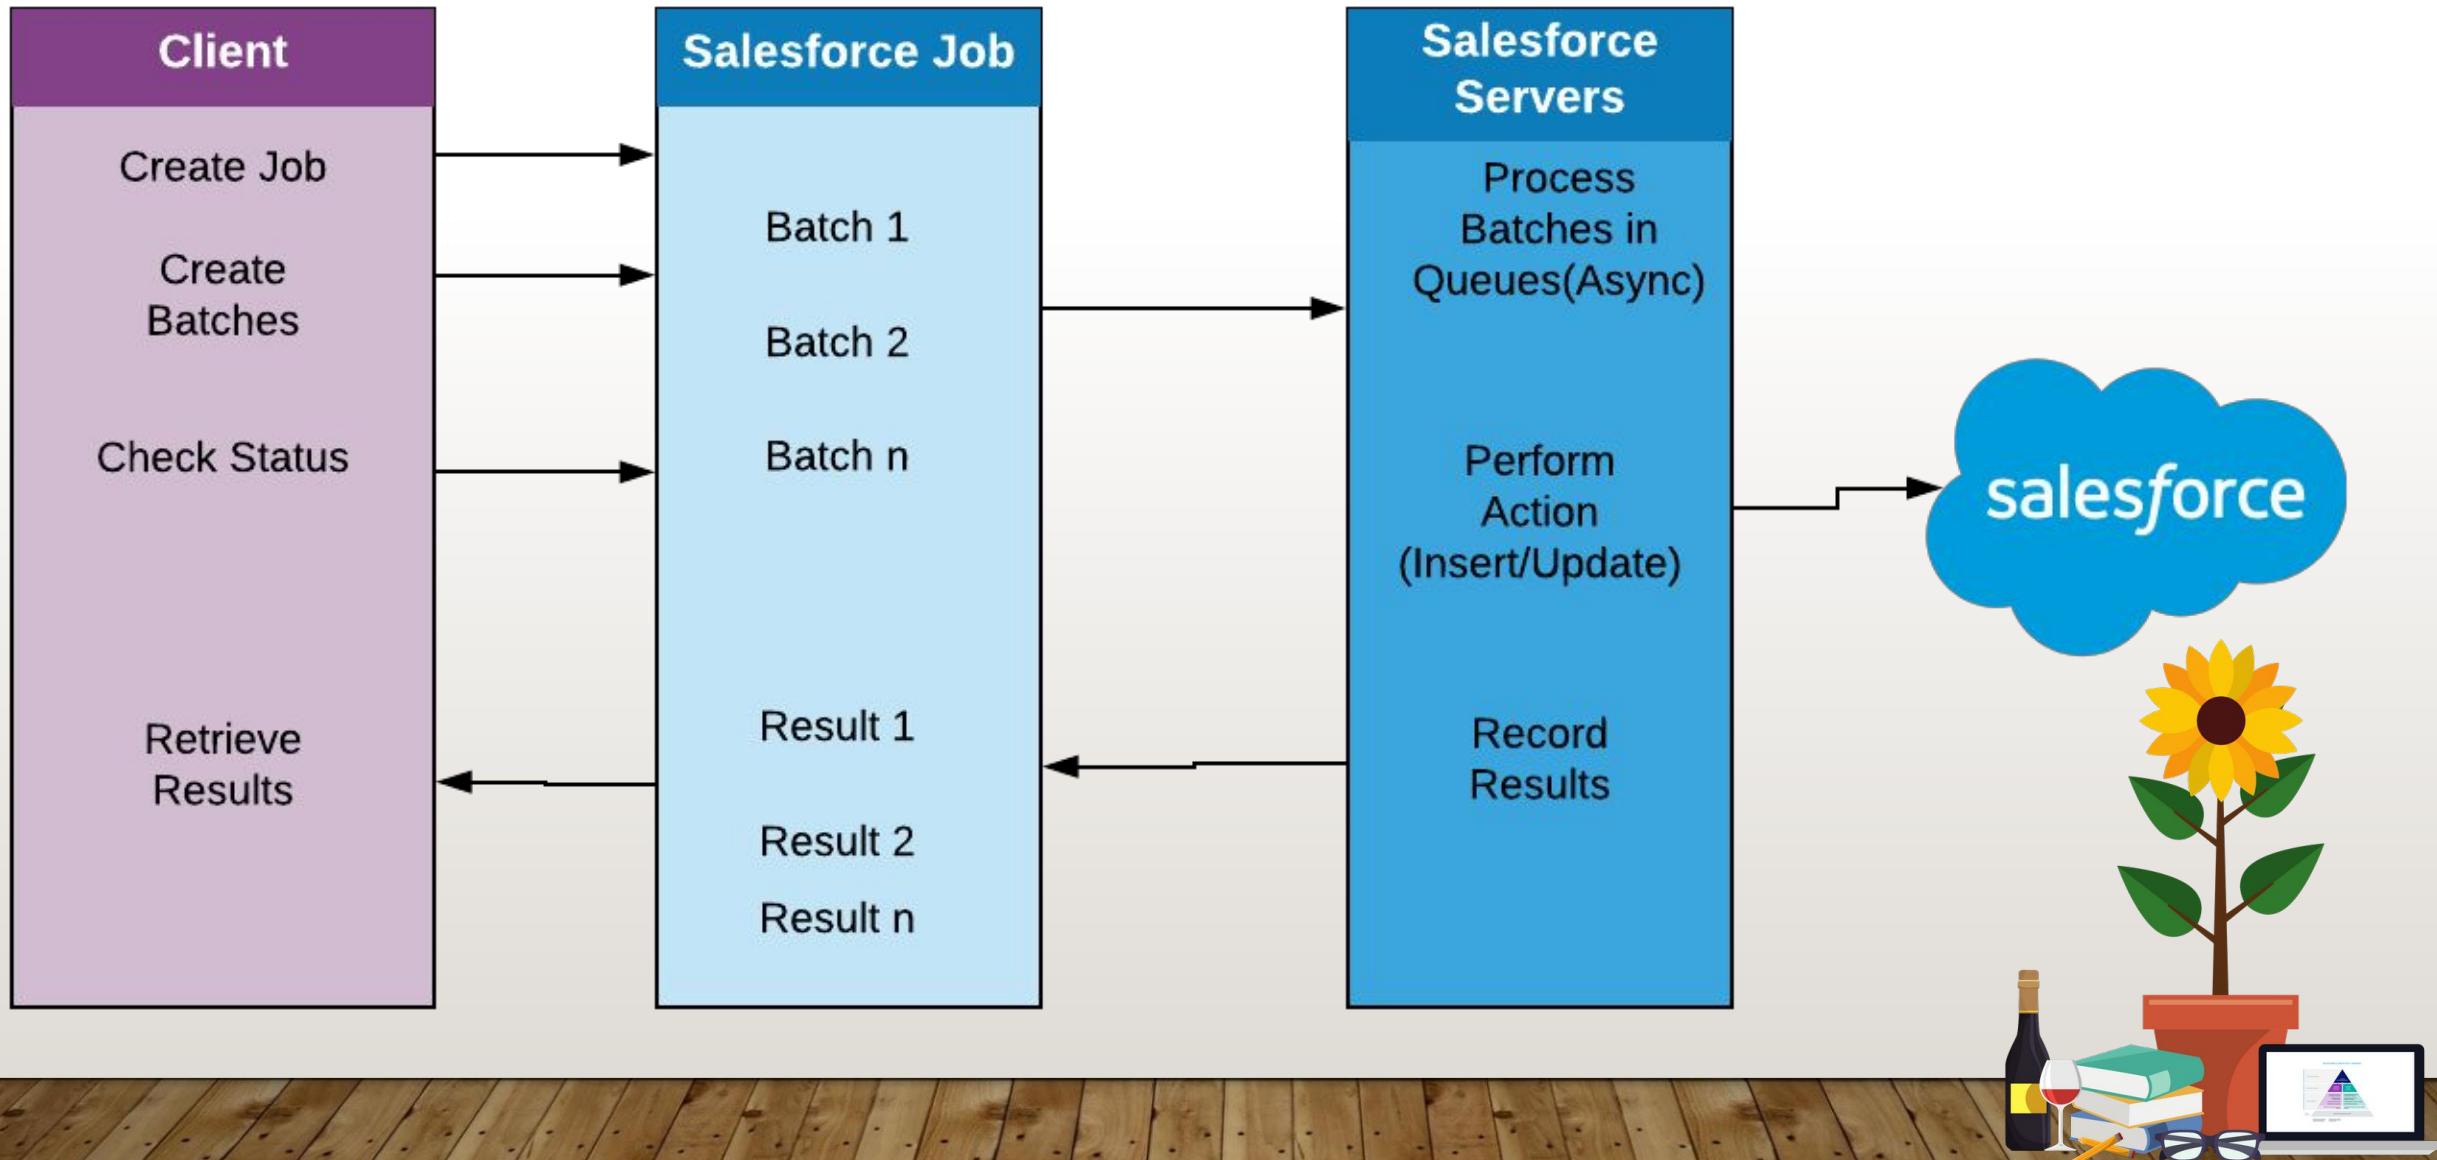 Client
Create Job
Create
Batches
Check Status
Retrieve
Results
Salesforce Job
Batch 1
Batch 2
Batch n
Result 1
Result 2
Result n
Salesforce
Servers
Process
Batches in
Queues(Async)
Perform
Action
(Insert/Update)
Record
Results
salesforce